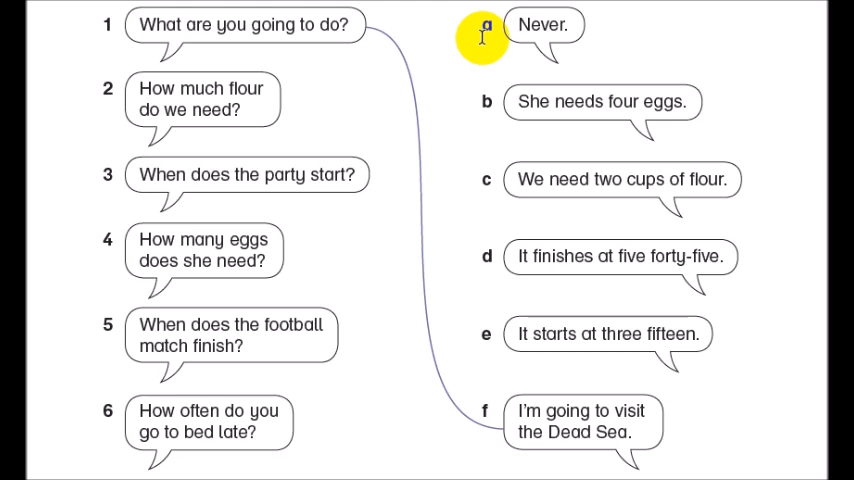 1 What are you going to do?
2 How much flour
do we need?
3 When does the party start?
4 How many eggs
does she need?
5 When does the football
match finish?
6 How often do you
go to bed late?
a Never.
b She needs four eggs.
c We need two cups of flour.
d It finishes at five forty-five.
e It starts at three fifteen.
f I'm going to visit
the Dead Sea.